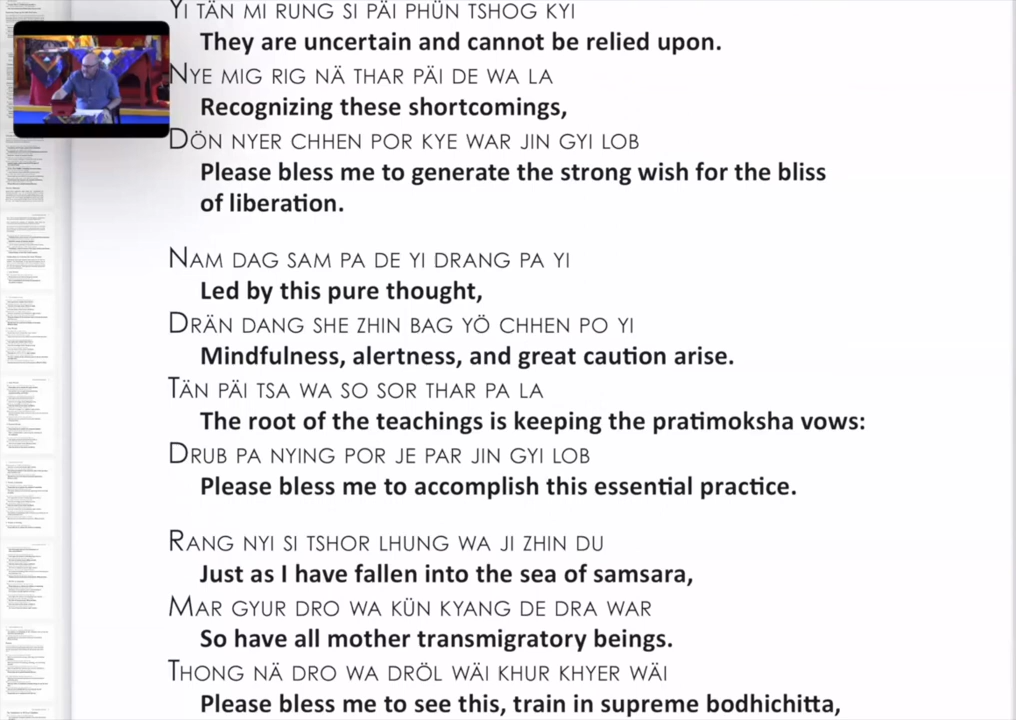 YI TÄN MI RUNG SI PÄI PHÜN TSHOG KYI
They are uncertain and cannot be relied upon.
NYE MIG RIG NÄ THAR PÄI DE WA LA
Recognizing these shortcomings,
DÖN NYER CHHEN POR KYE WAR JIN GYI LOB
Please bless me to generate the strong wish for the bliss
of liberation.
NAM DAG SAM PA DE YI DRANG PA YI
Led by this pure thought,
DRÄN DANG SHE ZHIN BAG YÖ CHHEN PO YI
Mindfulness, alertness, and great caution arise.
TÄN PÄI TSA WA SO SOR THAR PA LA
The root of the teachings is keeping the pratimoksha vows:
DRUB PA NYING POR JE PAR JIN GYI LOB
Please bless me to accomplish this essential prctice.
RANG NYI SI TSHOR LHUNG WA JI ZHIN DU
Just as I have fallen into the sea of samsara,
MAR GYUR DRO WA KÜN KYANG DE DRA WAR
So have all mother transmigratory beings.
THONG NÄ DRO WA DRÖL WÄI KHUR KHYER WÄI
Please bless me to see this, train in supreme bodhichitta,